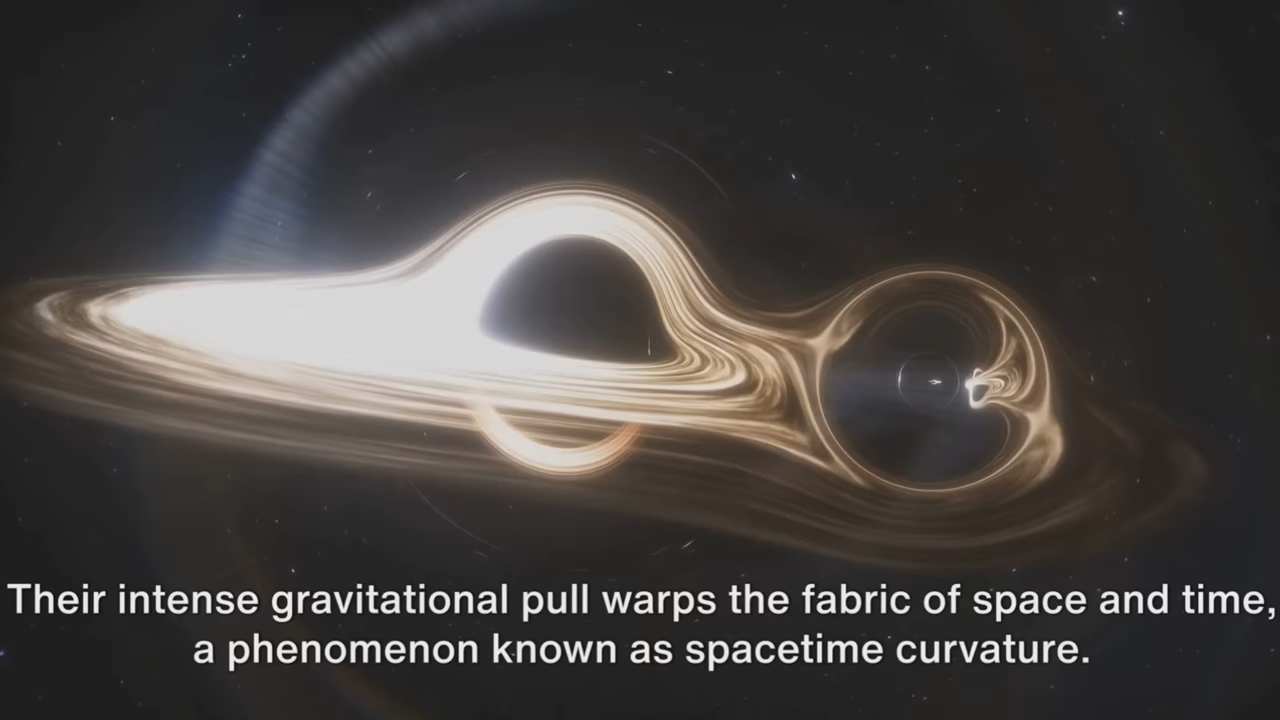 Their intense gravitational pull warps the fabric of space and time,
a phenomenon known as spacetime curvature.